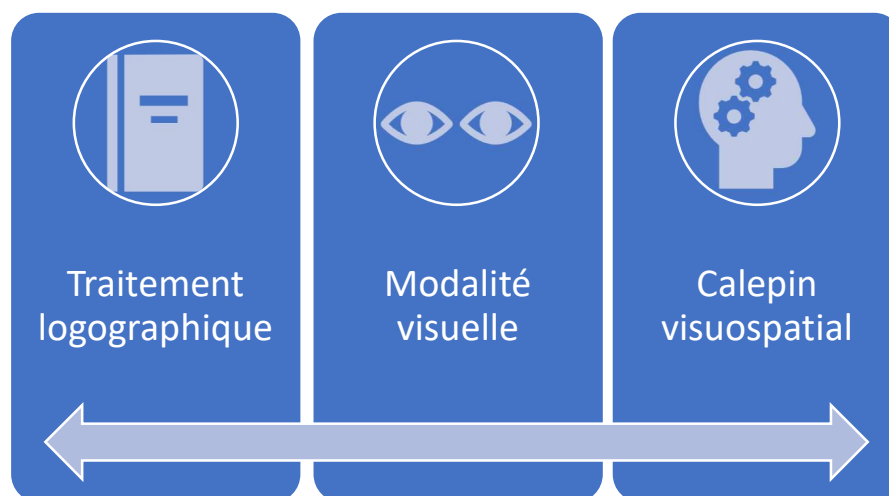 Traitement
logographique
Modalité
visuelle
Calepin
visuospatial